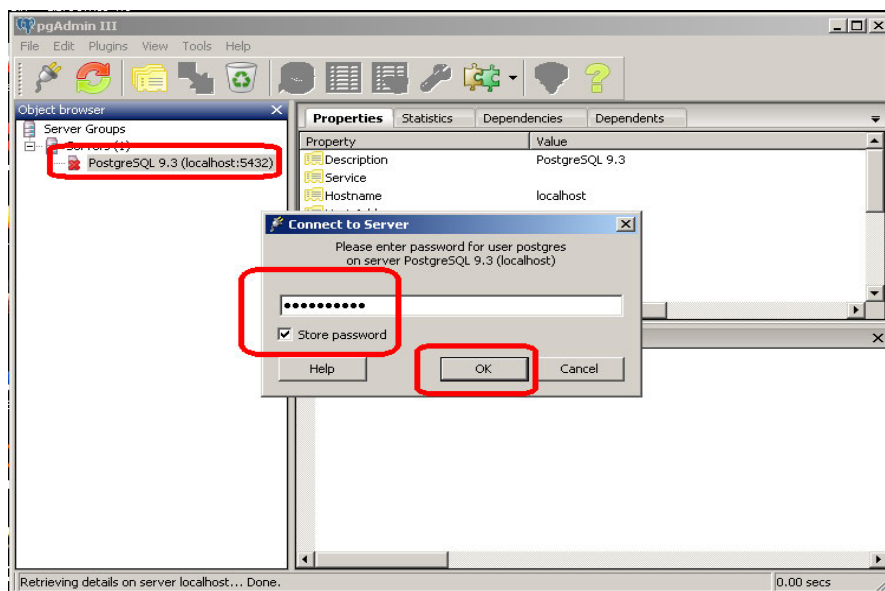 pgAdmin III
File Edit Plugins View Tools Help
Object browser
Server Groups
Servers (1)
PostgreSQL 9.3 (localhost:5432)
Properties Statistics Dependencies Dependents
Property Value
Description PostgreSQL 9.3
Service
Hostname localhost
Connect to Server
Please enter password for user postgres
on server PostgreSQL 9.3 (localhost)
••••••••••
Store password
Help OK Cancel
Retrieving details on server localhost... Done. 0.00 secs